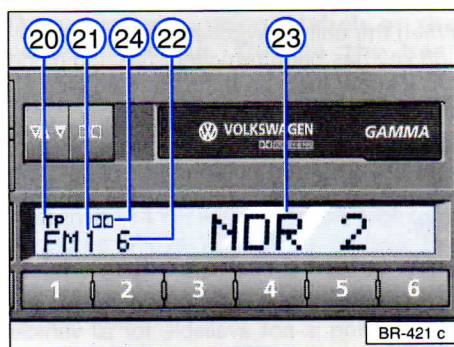 20 21 24 22 23
VOLKSWAGEN GAMMA
TP
FM1 6 NDR 2
1 2 3 4 5 6
BR-421 c